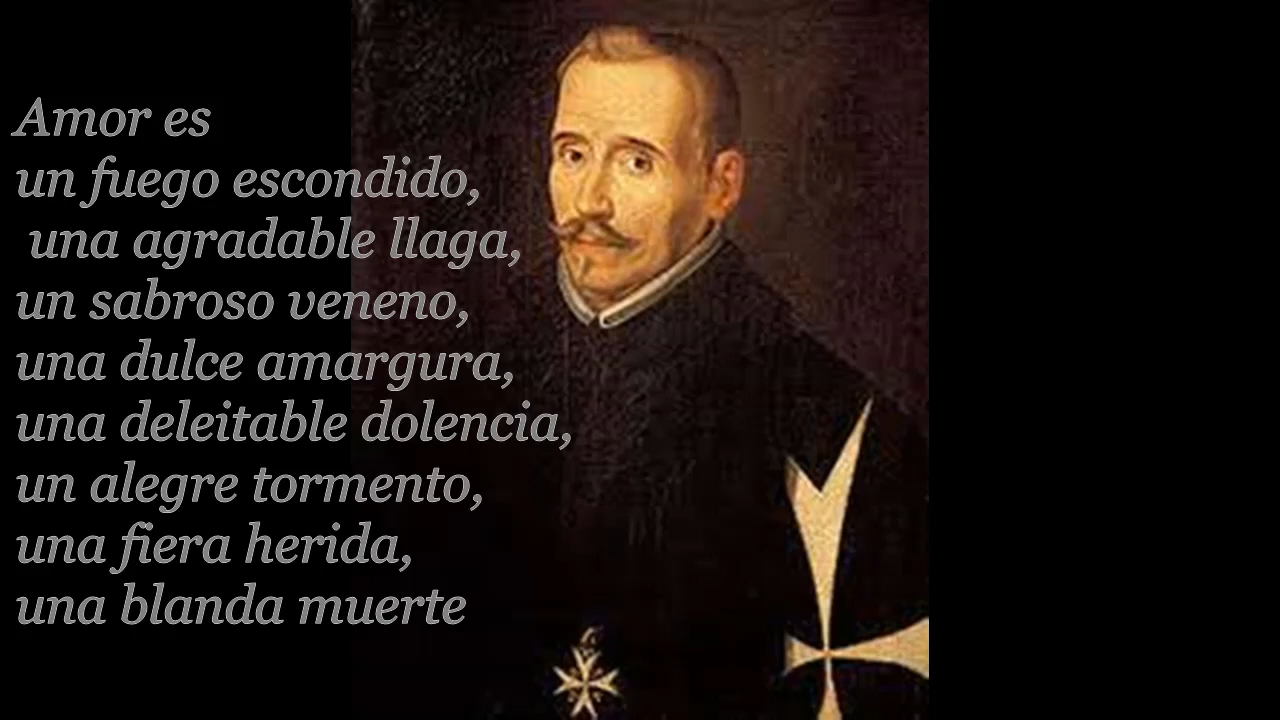 Amor es
un fuego escondido,
una agradable llaga,
un sabroso veneno,
una dulce amargura,
una deleitable dolencia,
un alegre tormento,
una fiera herida,
una blanda muerte